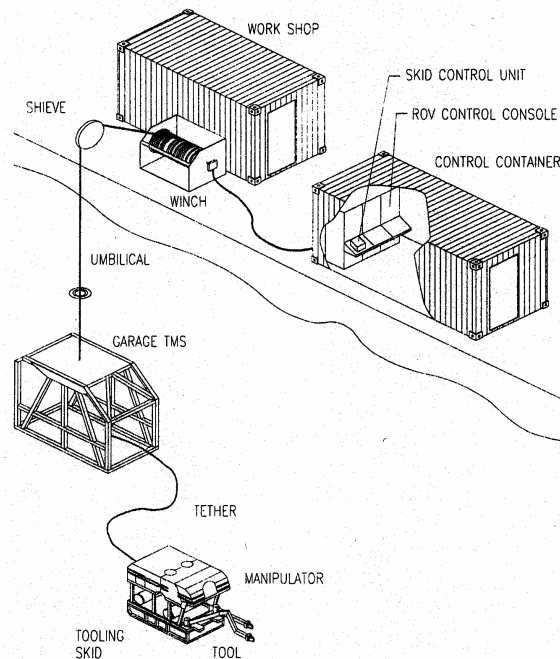 WORK SHOP
SKID CONTROL UNIT
SHIEVE
ROV CONTROL CONSOLE
CONTROL CONTAINER
WINCH
UMBILICAL
GARAGE TMS
TETHER
MANIPULATOR
TOOLING
SKID
TOOL